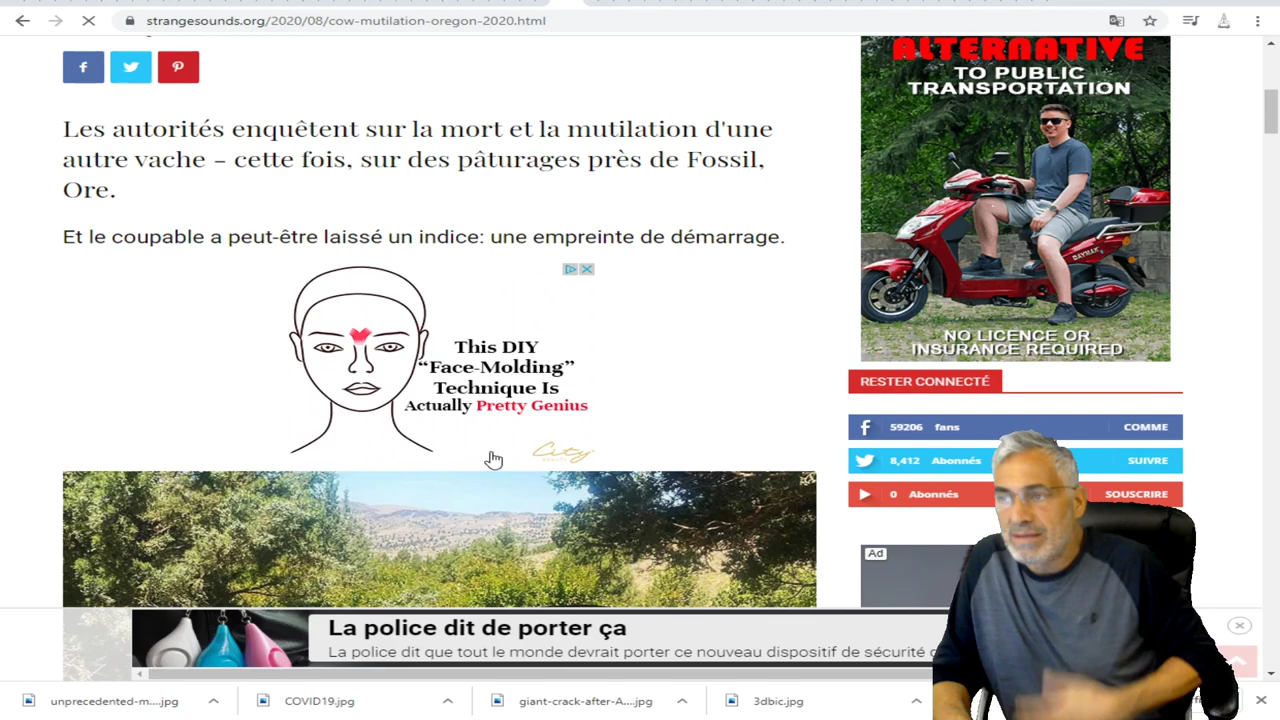 strangesounds.org/2020/08/cow-mutilation-oregon-2020.html
Les autorités enquêtent sur la mort et la mutilation d'une
autre vache – cette fois, sur des pâturages près de Fossil,
Ore.
Et le coupable a peut-être laissé un indice: une empreinte de démarrage.
This DIY
“Face-Molding”
Technique Is
Actually Pretty Genius
City
ALTERNATIVE
TO PUBLIC
TRANSPORTATION
DAYMAK
NO LICENCE OR
INSURANCE REQUIRED
RESTER CONNECTÉ
59206 fans COMME
8,412 Abonnés SUIVRE
0 Abonnés SOUSCRIRE
Ad
La police dit de porter ça
La police dit que tout le monde devrait porter ce nouveau dispositif de sécurité
unprecedented-m....jpg
COVID19.jpg
giant-crack-after-A....jpg
3dbic.jpg